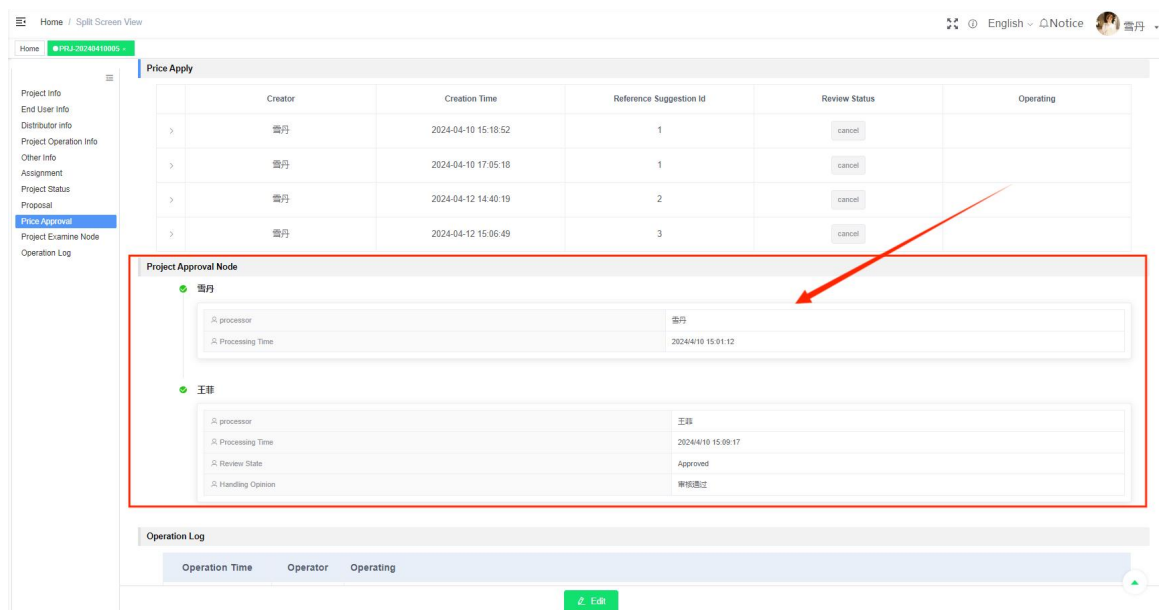 Home / Split Screen View
English Notice 雪丹
Home PRJ-20240410005
Price Apply
Project Info
End User Info
Distributor info
Project Operation Info
Other Info
Assignment
Project Status
Proposal
Price Approval
Project Examine Node
Operation Log
Creator Creation Time Reference Suggestion Id Review Status Operating
雪丹 2024-04-10 15:18:52 1 cancel
雪丹 2024-04-10 17:05:18 1 cancel
雪丹 2024-04-12 14:40:19 2 cancel
雪丹 2024-04-12 15:06:49 3 cancel
Project Approval Node
雪丹
processor 雪丹
Processing Time 2024/4/10 15:01:12
王菲
processor 王菲
Processing Time 2024/4/10 15:09:17
Review State Approved
Handling Opinion 审核通过
Operation Log
Operation Time Operator Operating
Edit